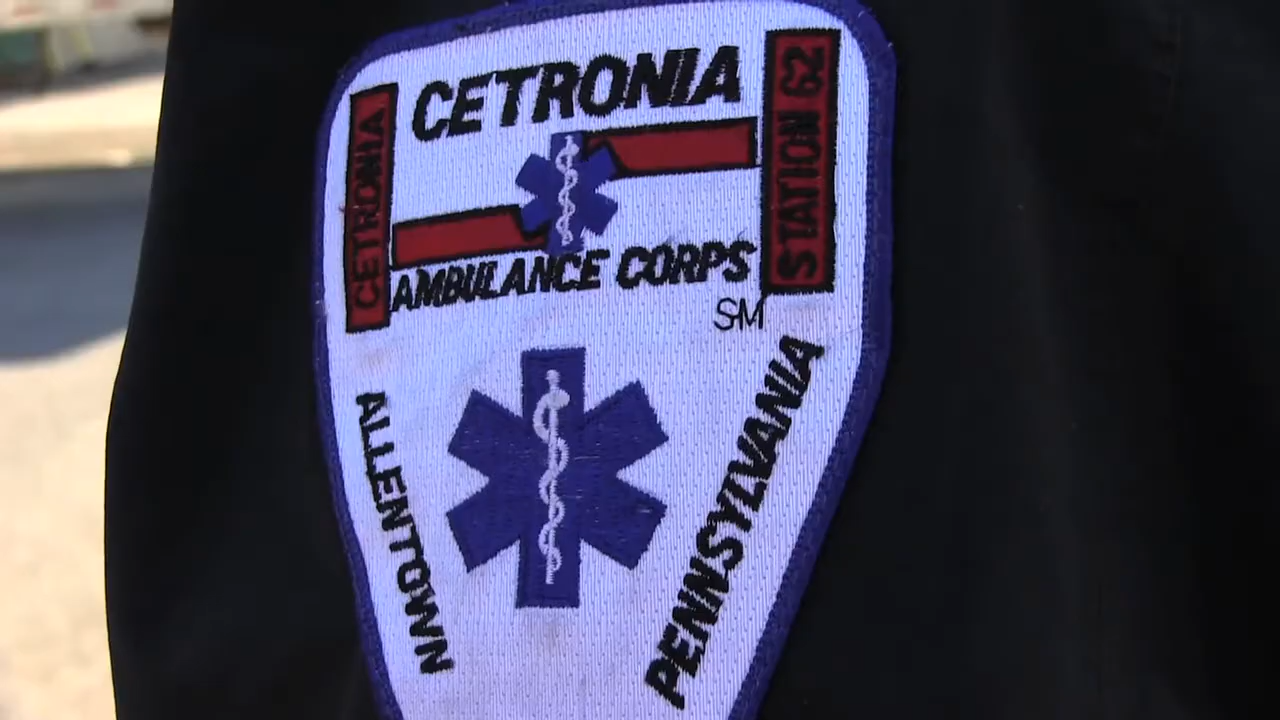 CETRONIA
CETRONIA
STATION 62
AMBULANCE CORPS
SM
ALLENTOWN
PENNSYLVANIA